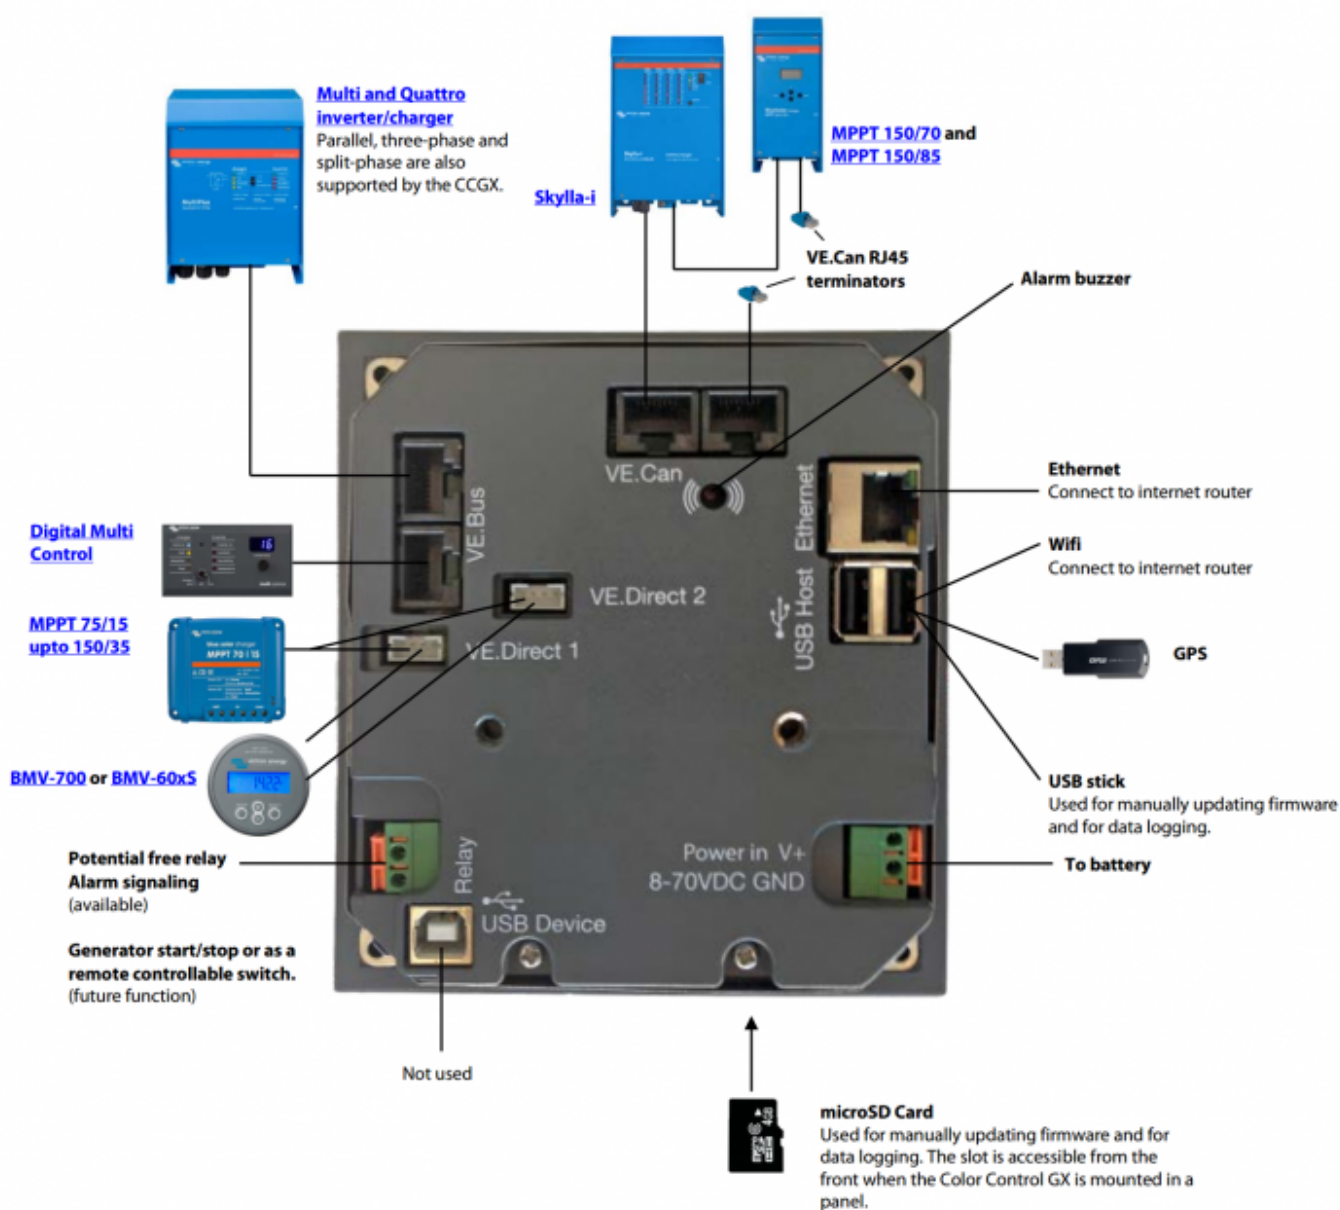 Multi and Quattro
inverter/charger
Parallel, three-phase and
split-phase are also
supported by the CCGX.
Skylla-i
MPPT 150/70 and
MPPT 150/85
VE.Can RJ45
terminators
Alarm buzzer
VE.Can
VE.Bus
Ethernet
Ethernet
Connect to internet router
Wifi
Connect to internet router
Digital Multi
Control
16
VE.Direct 2
USB Host
MPPT 75/15
upto 150/35
MPPT 70 | 15
VE.Direct 1
GPS
BMV-700 or BMV-60xS
USB stick
Used for manually updating firmware
and for data logging.
Potential free relay
Alarm signaling
(available)
Relay
Power in V+
8-70VDC GND
To battery
USB Device
Generator start/stop or as a
remote controllable switch.
(future function)
Not used
4GB
microSD Card
Used for manually updating firmware and for
data logging. The slot is accessible from the
front when the Color Control GX is mounted in a
panel.